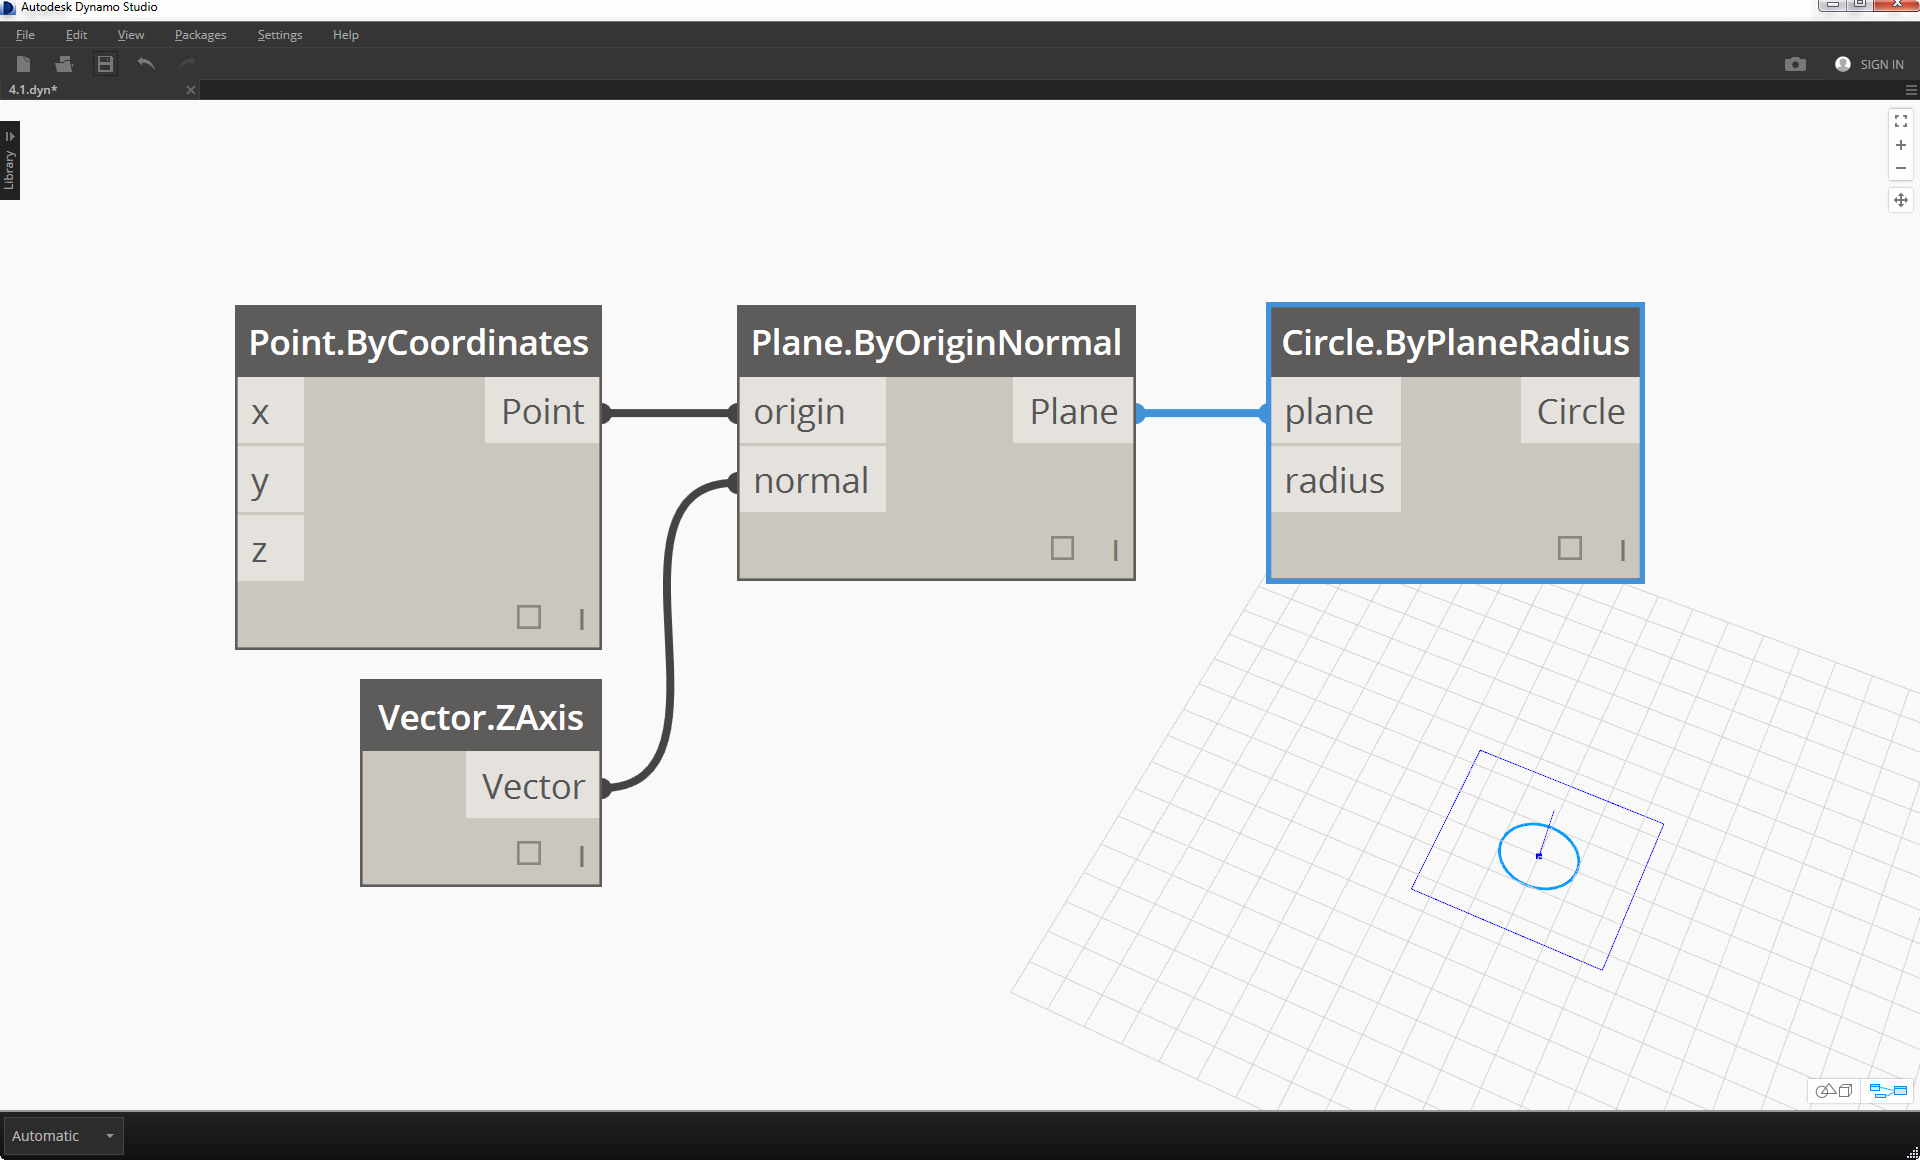 Autodesk Dynamo Studio
File Edit View Packages Settings Help
SIGN IN
4.1.dyn*
Library
Point.ByCoordinates
x Point
y
z
Plane.ByOriginNormal
origin Plane
normal
Circle.ByPlaneRadius
plane Circle
radius
Vector.ZAxis
Vector
Automatic